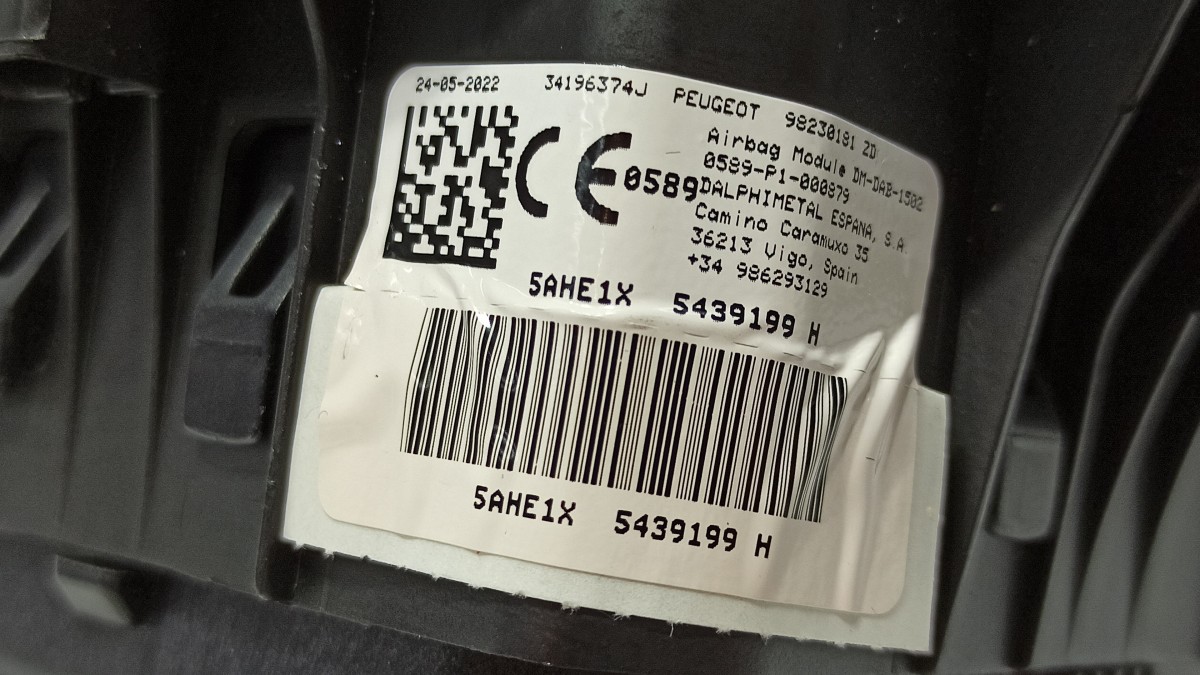 24-05-2022 34196374J PEUGEOT 98230191 ZD
CE 0589
Airbag Module DM-DAB-1502
0589-P1-000879
DALPHIMETAL ESPANA, S.A.
Camino Caramuxo 35
36213 Vigo, Spain
+34 986293129
5AHE1X 5439199 H
5AHE1X 5439199 H